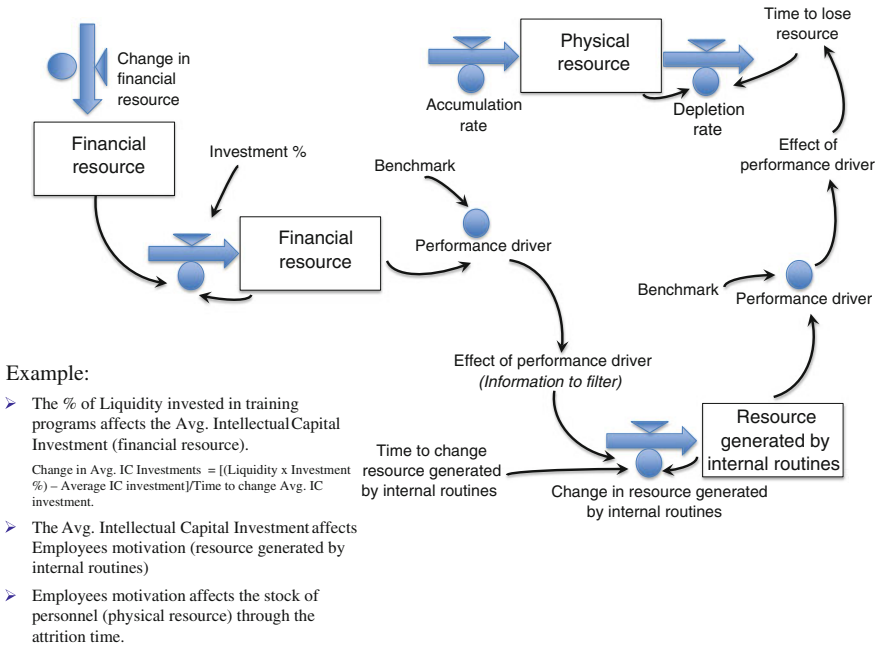 Change in
financial
resource
Financial
resource
Investment %
Financial
resource
Benchmark
Performance driver
Accumulation
rate
Physical
resource
Depletion
rate
Time to lose
resource
Effect of
performance driver
Benchmark
Performance driver
Effect of performance driver
(Information to filter)
Time to change
resource generated
by internal routines
Change in resource generated
by internal routines
Resource
generated by
internal routines
Example:
➢ The % of Liquidity invested in training
programs affects the Avg. Intellectual Capital
Investment (financial resource).
Change in Avg. IC Investments = [(Liquidity x Investment
%) – Average IC investment]/Time to change Avg. IC
investment.
➢ The Avg. Intellectual Capital Investment affects
Employees motivation (resource generated by
internal routines)
➢ Employees motivation affects the stock of
personnel (physical resource) through the
attrition time.